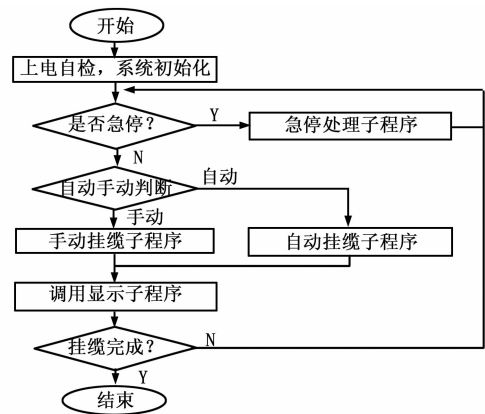 开始
上电自检，系统初始化
是否急停？
Y
急停处理子程序
N
自动手动判断
自动
手动
手动挂缆子程序
自动挂缆子程序
调用显示子程序
挂缆完成？
N
Y
结束